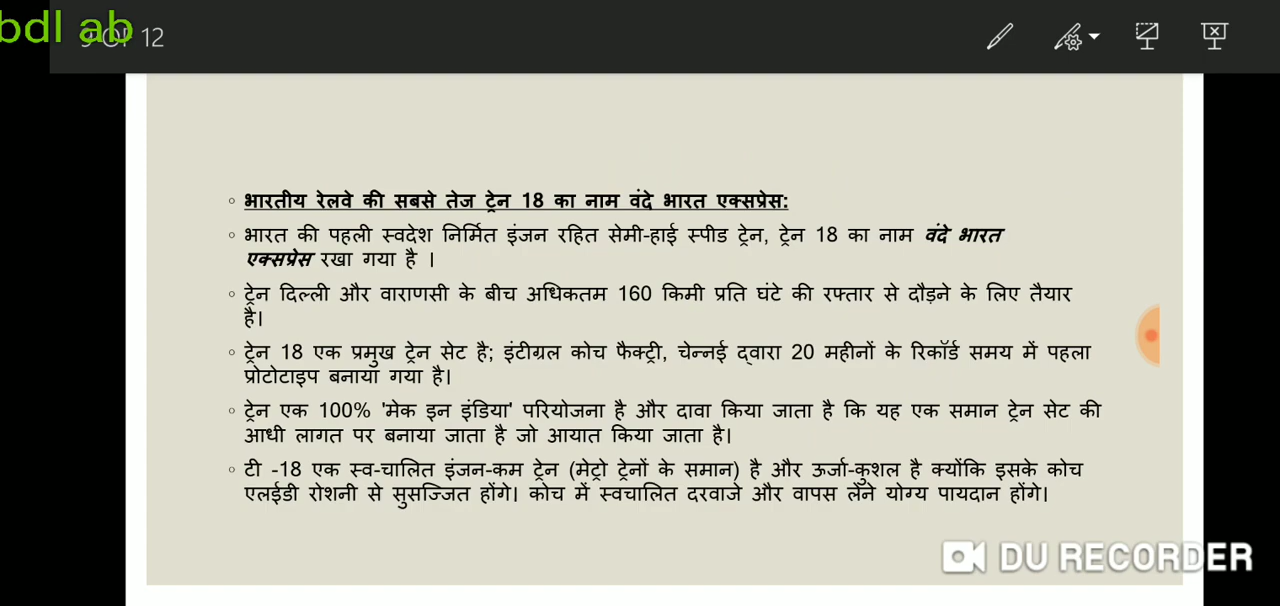 bdl ab
9 OF 12
◦ भारतीय रेलवे की सबसे तेज ट्रेन 18 का नाम वंदे भारत एक्सप्रेस:
◦ भारत की पहली स्वदेश निर्मित इंजन रहित सेमी-हाई स्पीड ट्रेन, ट्रेन 18 का नाम वंदे भारत
एक्सप्रेस रखा गया है ।
◦ ट्रेन दिल्ली और वाराणसी के बीच अधिकतम 160 किमी प्रति घंटे की रफ्तार से दौड़ने के लिए तैयार
है।
◦ ट्रेन 18 एक प्रमुख ट्रेन सेट है; इंटीग्रल कोच फैक्ट्री, चेन्नई द्वारा 20 महीनों के रिकॉर्ड समय में पहला
प्रोटोटाइप बनाया गया है।
◦ ट्रेन एक 100% 'मेक इन इंडिया' परियोजना है और दावा किया जाता है कि यह एक समान ट्रेन सेट की
आधी लागत पर बनाया जाता है जो आयात किया जाता है।
◦ टी -18 एक स्व-चालित इंजन-कम ट्रेन (मेट्रो ट्रेनों के समान) है और ऊर्जा-कुशल है क्योंकि इसके कोच
एलईडी रोशनी से सुसज्जित होंगे। कोच में स्वचालित दरवाजे और वापस लेने योग्य पायदान होंगे।
DU RECORDER